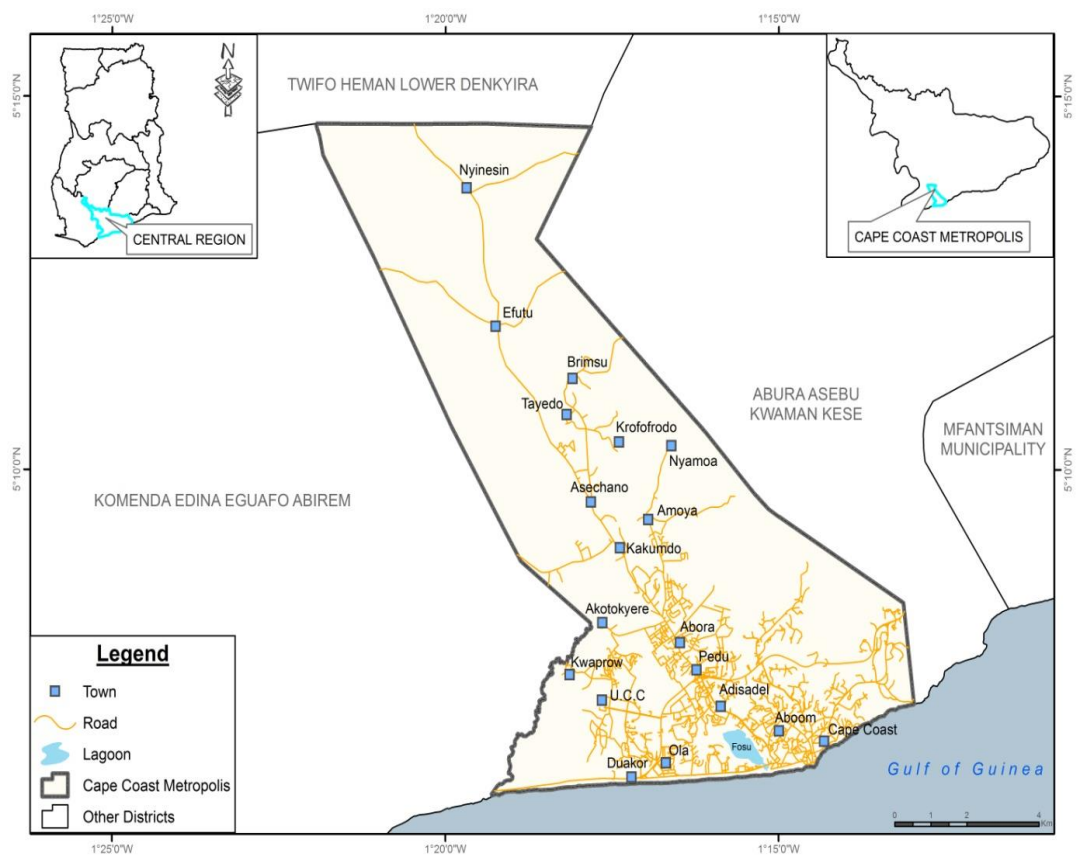 1°25'0"W
1°20'0"W
1°15'0"W
5°15'0"N
5°15'0"N
N
CENTRAL REGION
TWIFO HEMAN LOWER DENKYIRA
CAPE COAST METROPOLIS
Nyinesin
Efutu
Brimsu
Tayedo
Krofofrodo
Nyamoa
ABURA ASEBU
KWAMAN KESE
MFANTSIMAN
MUNICIPALITY
5°10'0"N
5°10'0"N
KOMENDA EDINA EGUAFO ABIREM
Asechano
Amoya
Kakumdo
Akotokyere
Abora
Kwaprow
Pedu
U.C.C
Adisadel
Aboom
Cape Coast
Fosu
Ola
Duakor
Gulf of Guinea
Legend
Town
Road
Lagoon
Cape Coast Metropolis
Other Districts
0 1 2 4
Km
1°25'0"W
1°20'0"W
1°15'0"W